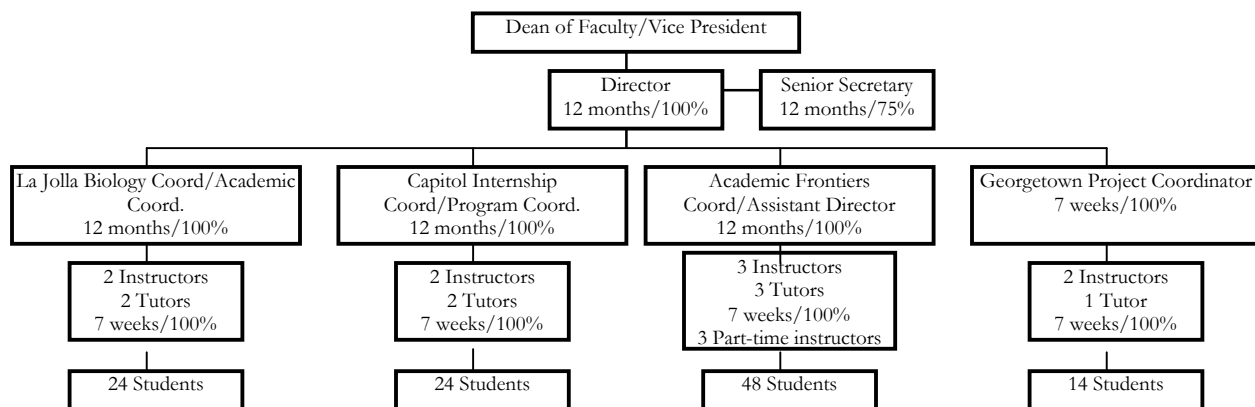 Dean of Faculty/Vice President
Director
12 months/100%
Senior Secretary
12 months/75%
La Jolla Biology Coord/Academic
Coord.
12 months/100%
Capitol Internship
Coord/Program Coord.
12 months/100%
Academic Frontiers
Coord/Assistant Director
12 months/100%
Georgetown Project Coordinator
7 weeks/100%
2 Instructors
2 Tutors
7 weeks/100%
2 Instructors
2 Tutors
7 weeks/100%
3 Instructors
3 Tutors
7 weeks/100%
3 Part-time instructors
2 Instructors
1 Tutor
7 weeks/100%
24 Students
24 Students
48 Students
14 Students